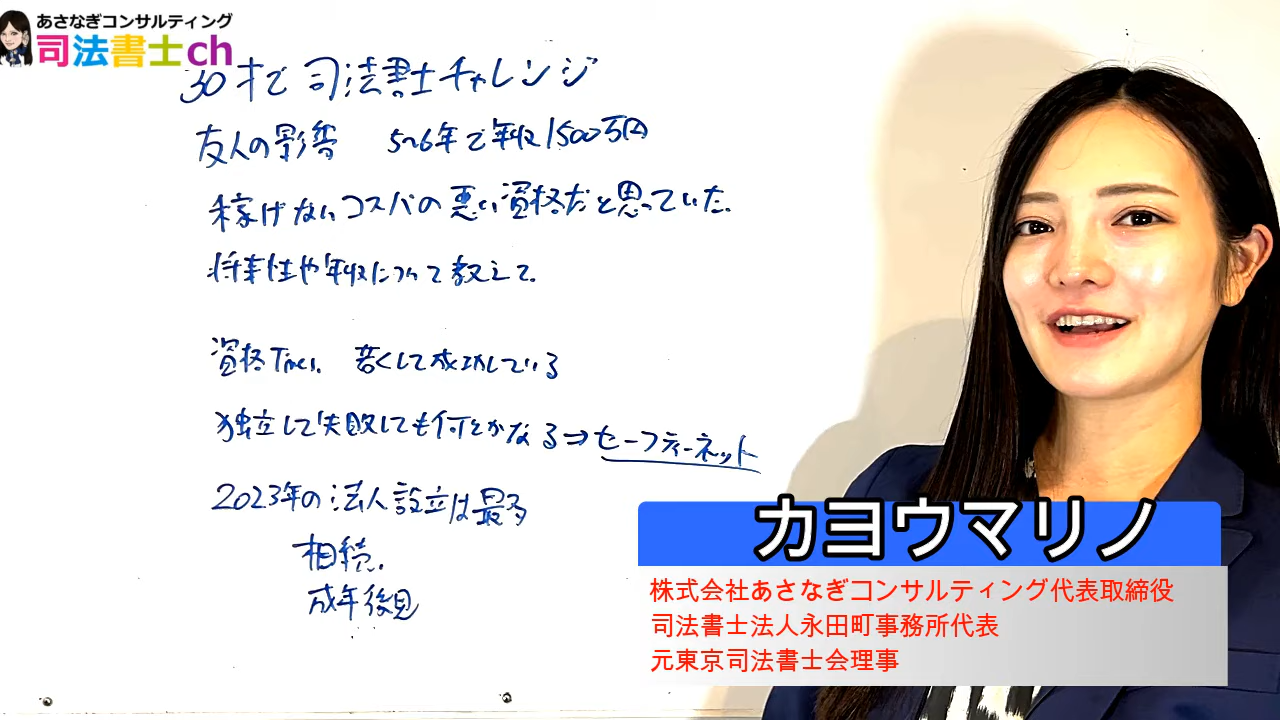 あさなぎコンサルティング
司法書士ch
30才で司法書士チャレンジ
友人の影響 5~6年で年収1500万円
稼げないコスパの悪い資格だと思っていた。
将来性や年収について教えて。
資格Times. 若くして成功している
独立して失敗しても何とかなる⇒セーフティーネット
2023年の法人設立は最多
相続.
成年後見
カヨウマリノ
株式会社あさなぎコンサルティング代表取締役
司法書士法人永田町事務所代表
元東京司法書士会理事